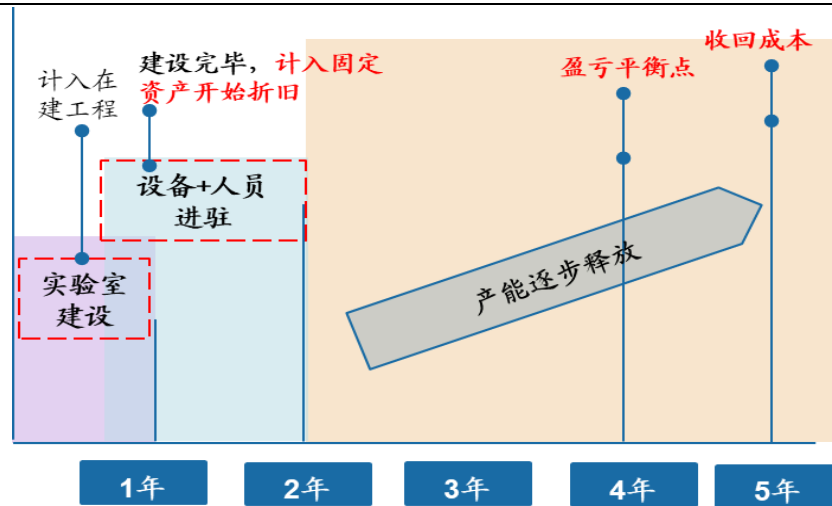 计入在
建工程
建设完毕，计入固定
资产开始折旧
盈亏平衡点
收回成本
设备+人员
进驻
实验室
建设
产能逐步释放
1年
2年
3年
4年
5年